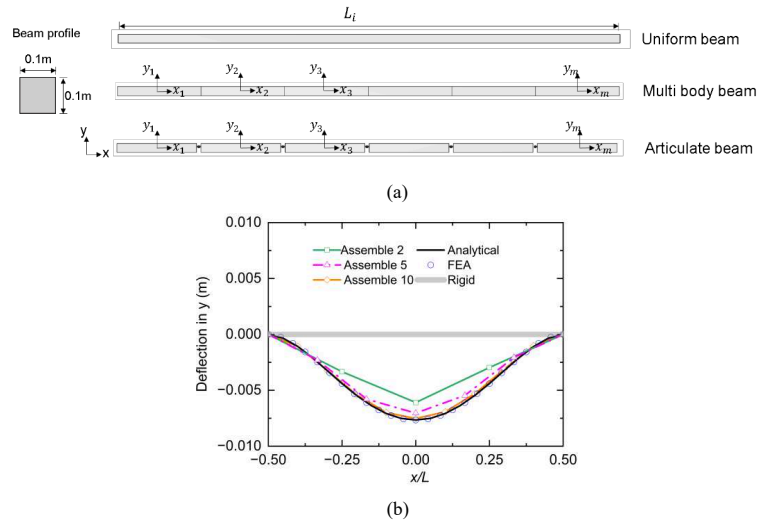 L_i
Beam profile
Uniform beam
0.1m
0.1m
y_1 y_2 y_3 y_m
x_1 x_2 x_3 x_m
Multi body beam
y
x
y_1 y_2 y_3 y_m
x_1 x_2 x_3 x_m
Articulate beam
(a)
0.010
0.005
0.000
−0.005
−0.010
Deflection in y (m)
Assemble 2 Analytical
Assemble 5 FEA
Assemble 10 Rigid
−0.50 −0.25 0.00 0.25 0.50
x/L
(b)